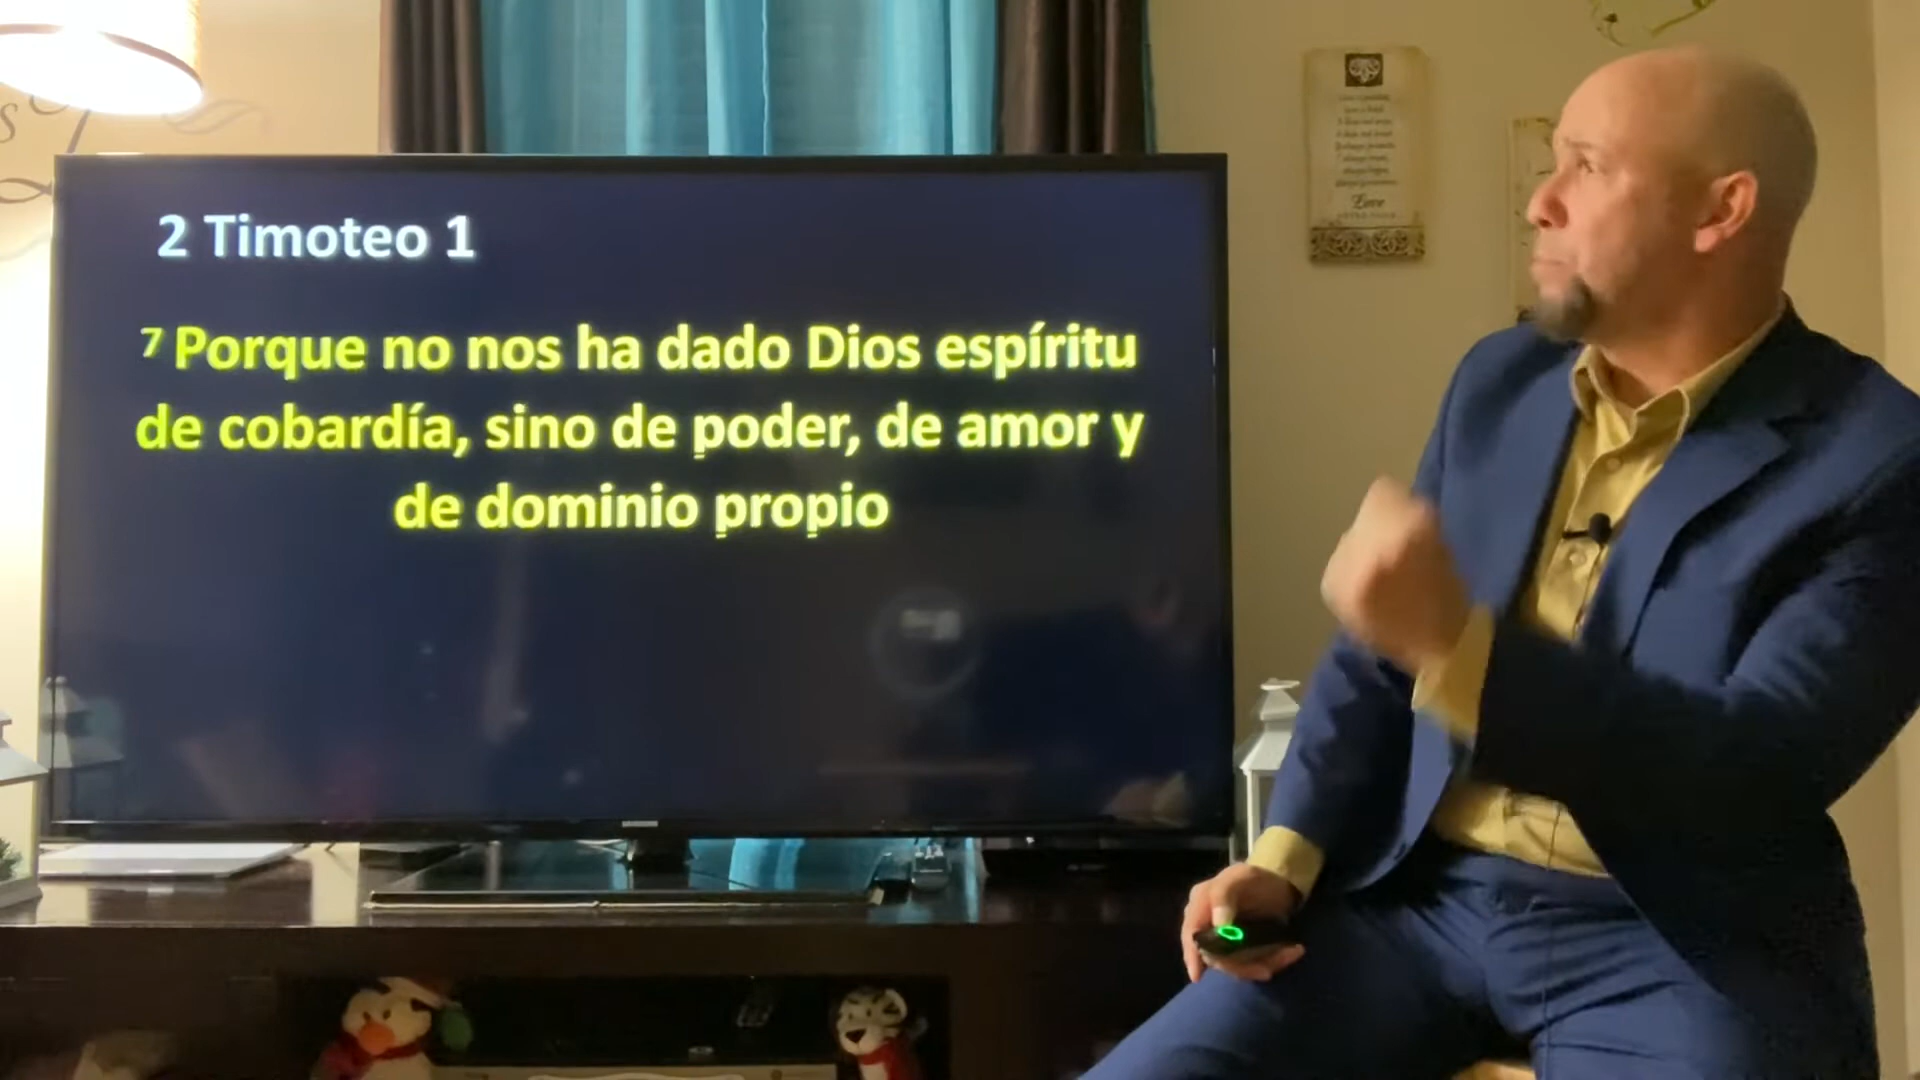 2 Timoteo 1
7 Porque no nos ha dado Dios espíritu
de cobardía, sino de poder, de amor y
de dominio propio
Love